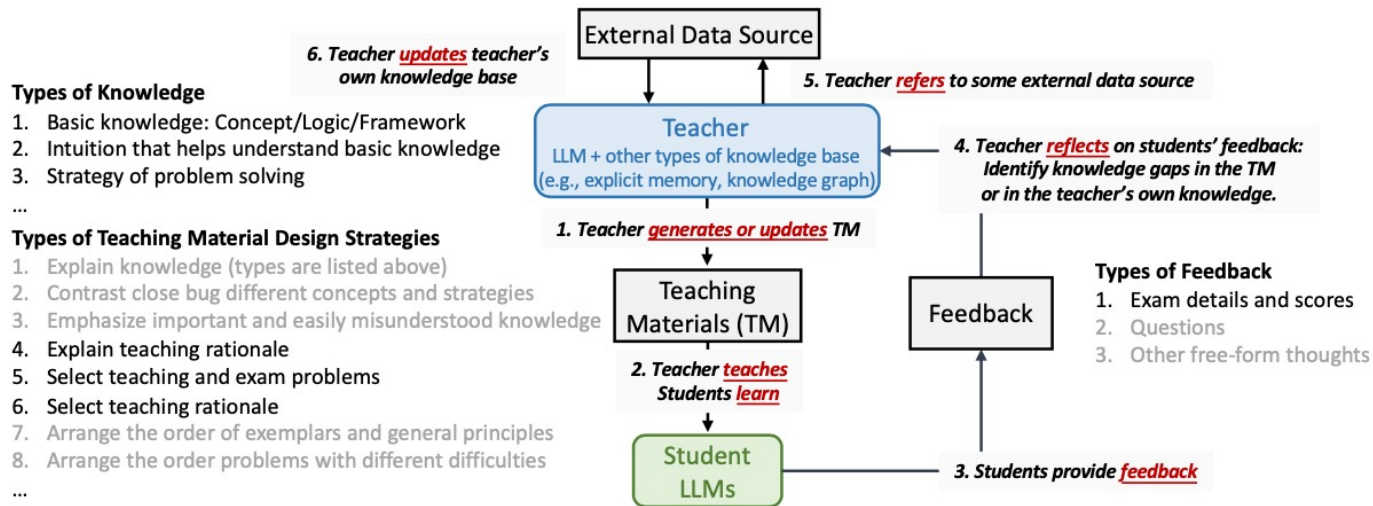 External Data Source
6. Teacher updates teacher's
own knowledge base
5. Teacher refers to some external data source
Types of Knowledge
1. Basic knowledge: Concept/Logic/Framework
2. Intuition that helps understand basic knowledge
3. Strategy of problem solving
...
Teacher
LLM + other types of knowledge base
(e.g., explicit memory, knowledge graph)
4. Teacher reflects on students' feedback:
Identify knowledge gaps in the TM
or in the teacher's own knowledge.
1. Teacher generates or updates TM
Types of Teaching Material Design Strategies
1. Explain knowledge (types are listed above)
2. Contrast close bug different concepts and strategies
3. Emphasize important and easily misunderstood knowledge
4. Explain teaching rationale
5. Select teaching and exam problems
6. Select teaching rationale
7. Arrange the order of exemplars and general principles
8. Arrange the order problems with different difficulties
...
Teaching
Materials (TM)
Feedback
Types of Feedback
1. Exam details and scores
2. Questions
3. Other free-form thoughts
2. Teacher teaches
Students learn
Student
LLMs
3. Students provide feedback